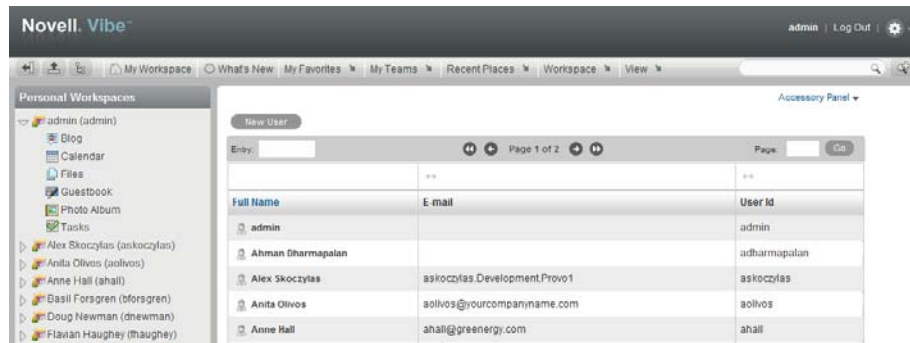 Novell. Vibe
admin | Log Out |
My Workspace What's New My Favorites My Teams Recent Places Workspace View
Personal Workspaces
admin (admin)
Blog
Calendar
Files
Guestbook
Photo Album
Tasks
Alex Skoczylas (askoczylas)
Anita Olivos (aolivos)
Anne Hall (ahall)
Basil Forsgren (bforsgren)
Doug Newman (dnewman)
Flavian Haughey (fhaughey)
Accessory Panel
New User
Entry: Page 1 of 2 Page: Go
Full Name E-mail User Id
admin admin
Ahman Dharmapalan adharmapalan
Alex Skoczylas askoczylas.Development.Provo1 askoczylas
Anita Olivos aolivos@yourcompanyname.com aolivos
Anne Hall ahall@greenergy.com ahall